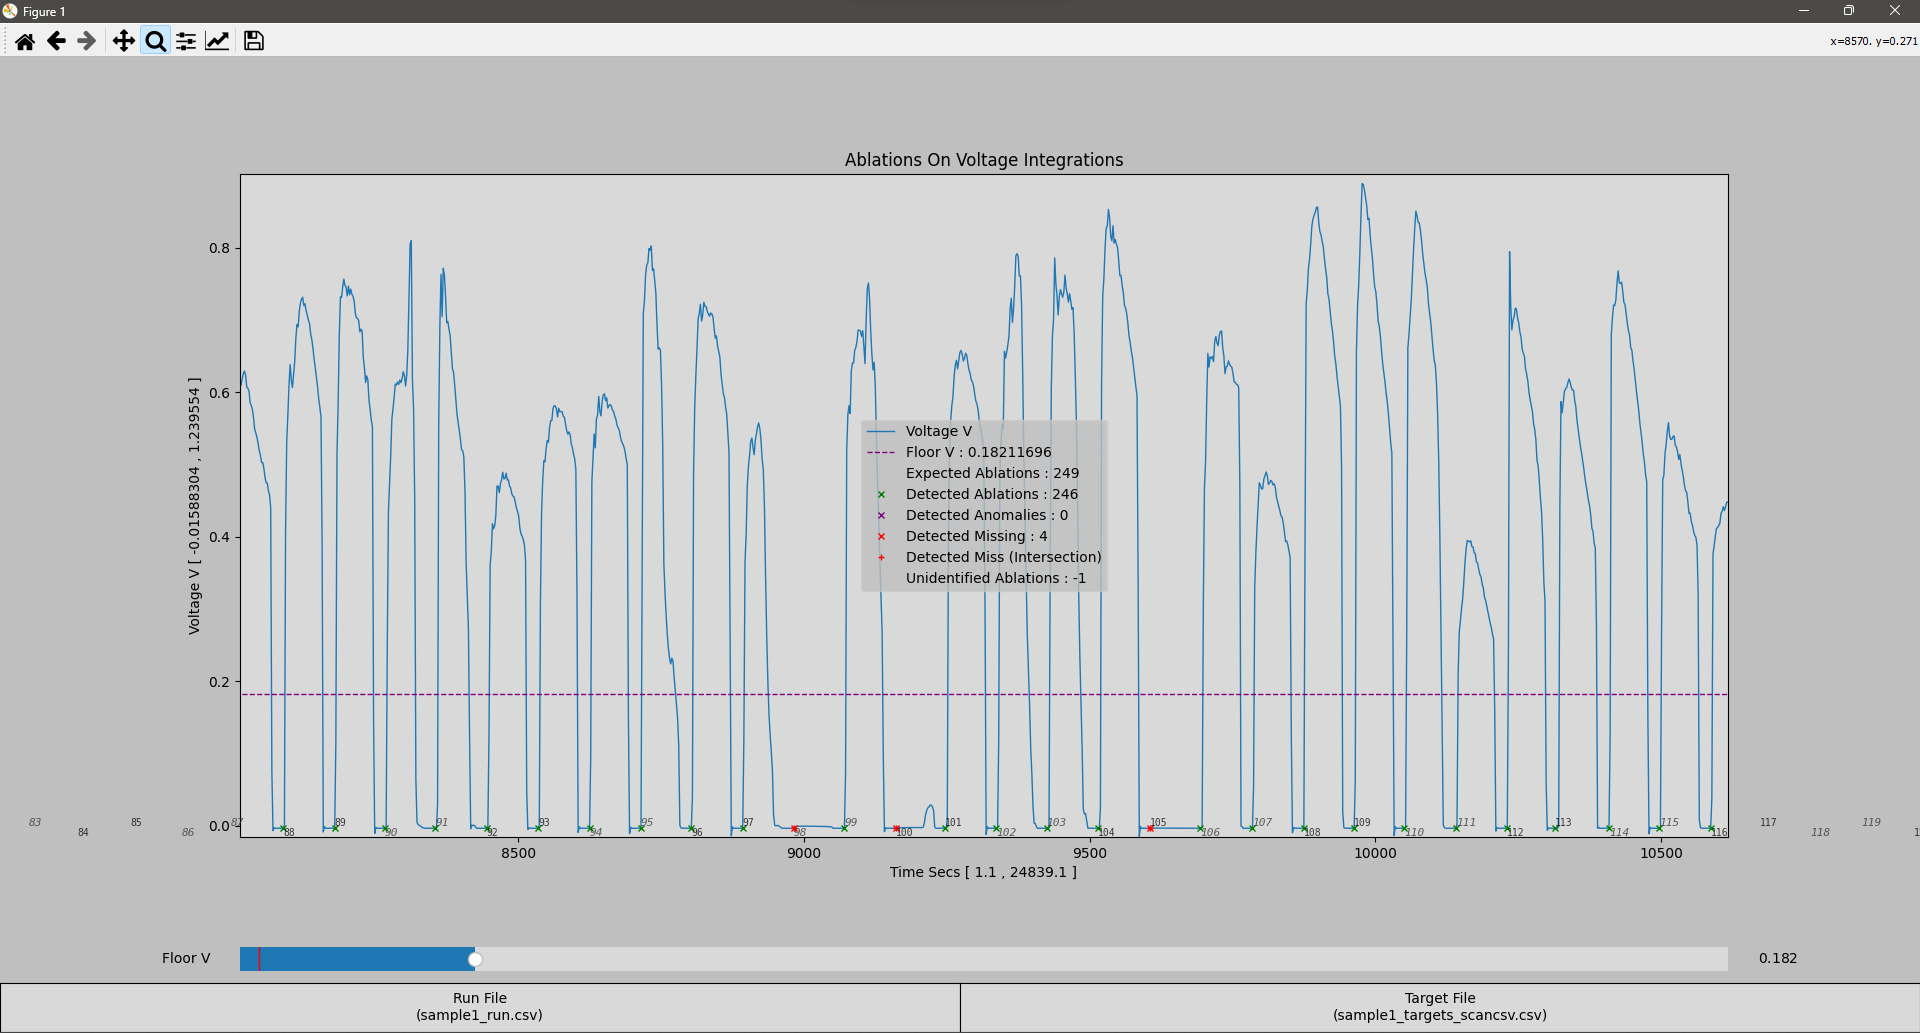 Figure 1
x=8570. y=0.271
Ablations On Voltage Integrations
Voltage V [ -0.01588304 , 1.239554 ]
0.8
0.6
0.4
0.2
0.0
Voltage V
Floor V : 0.18211696
Expected Ablations : 249
Detected Ablations : 246
Detected Anomalies : 0
Detected Missing : 4
Detected Miss (Intersection)
Unidentified Ablations : -1
83 84 85 86 87 88 89 90 91 92 93 94 95 96 97 98 99 100 101 102 103 104 105 106 107 108 109 110 111 112 113 114 115 116 117 118 119
8500 9000 9500 10000 10500
Time Secs [ 1.1 , 24839.1 ]
Floor V 0.182
Run File
(sample1_run.csv)
Target File
(sample1_targets_scancsv.csv)